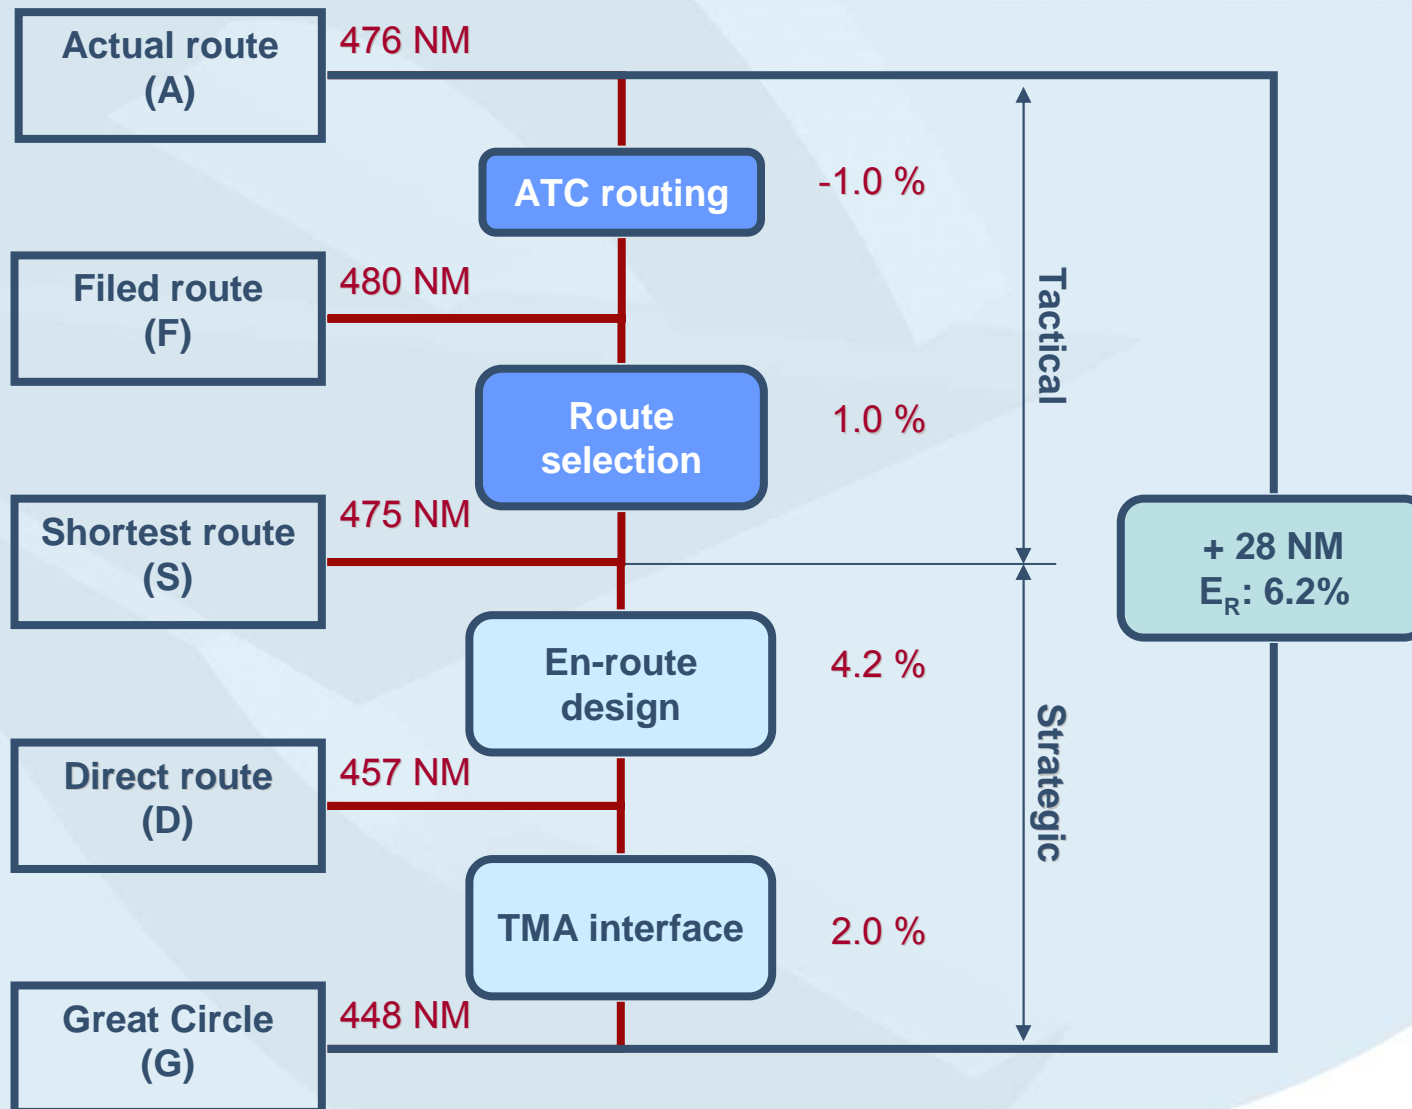 Actual route
(A)
476 NM
ATC routing
-1.0 %
Filed route
(F)
480 NM
Tactical
Route
selection
1.0 %
Shortest route
(S)
475 NM
+ 28 NM
E_R: 6.2%
En-route
design
4.2 %
Strategic
Direct route
(D)
457 NM
TMA interface
2.0 %
Great Circle
(G)
448 NM